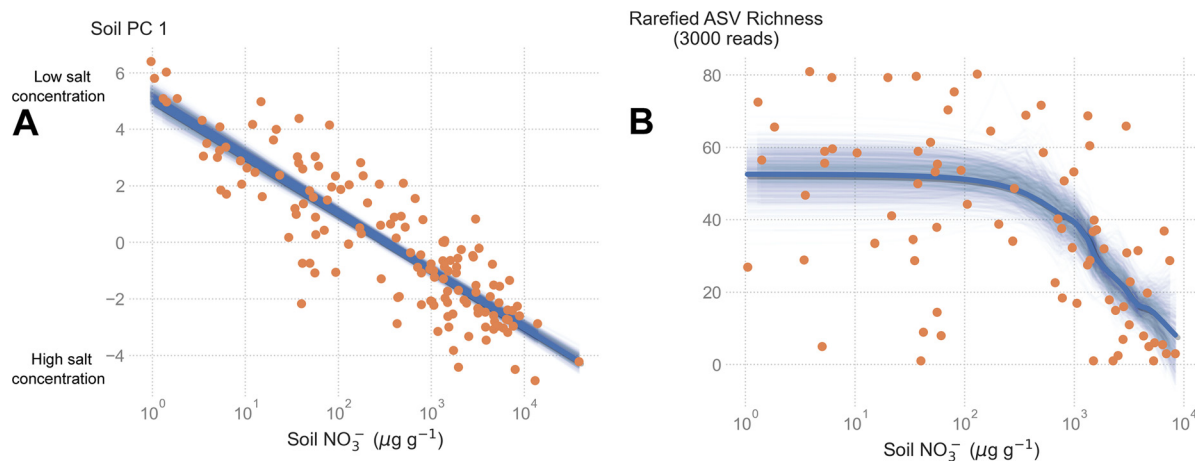 Soil PC 1
Low salt
concentration
A
6
4
2
0
−2
−4
High salt
concentration
10⁰ 10¹ 10² 10³ 10⁴
Soil NO₃⁻ (μg g⁻¹)
Rarefied ASV Richness
(3000 reads)
B
80
60
40
20
0
10⁰ 10¹ 10² 10³ 10⁴
Soil NO₃⁻ (μg g⁻¹)